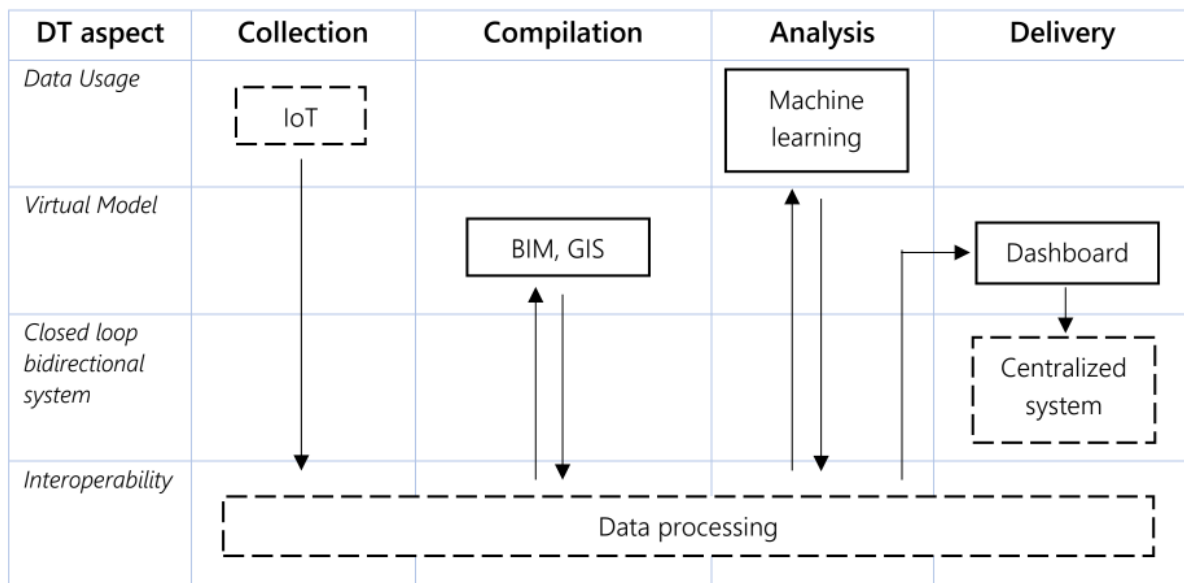 DT aspect Collection Compilation Analysis Delivery
Data Usage
IoT
Machine
learning
Virtual Model
BIM, GIS
Dashboard
Closed loop
bidirectional
system
Centralized
system
Interoperability
Data processing